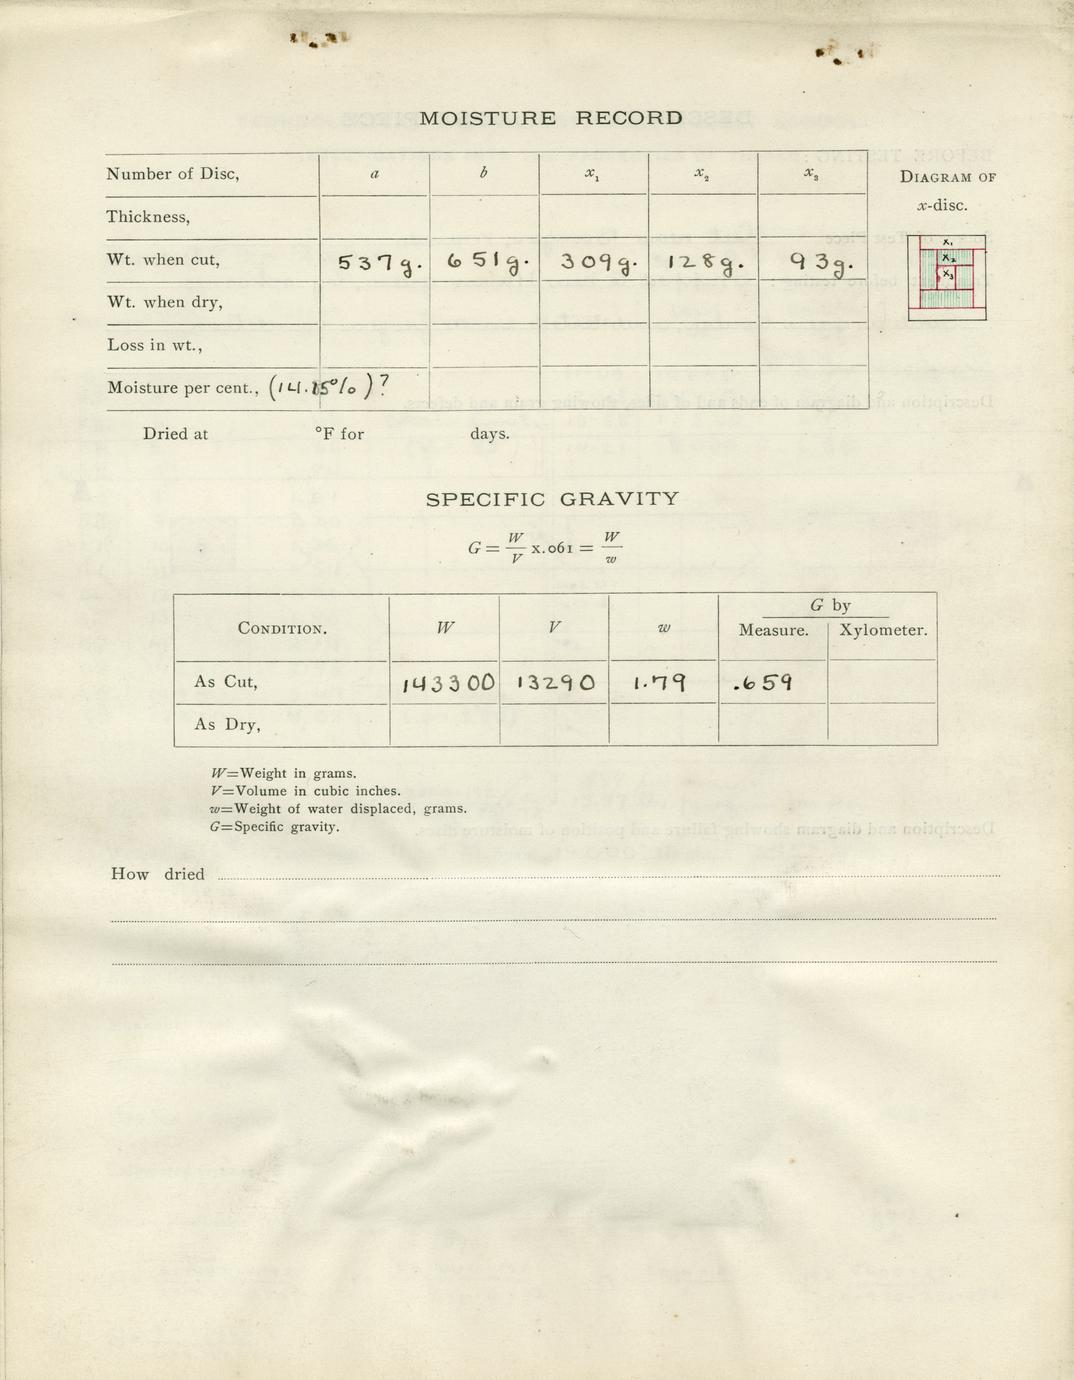 MOISTURE RECORD
Number of Disc, a b x₁ x₂ x₃
Thickness,
Wt. when cut, 537g. 651g. 309g. 128g. 93g.
Wt. when dry,
Loss in wt.,
Moisture per cent., (14.15%)?
Dried at °F for days.
DIAGRAM OF
x-disc.
X₁
X₂
X₃
SPECIFIC GRAVITY
G = W/V x.061 = W/w
CONDITION. W V w G by
Measure. Xylometer.
As Cut, 143300 13290 1.79 .659
As Dry,
W=Weight in grams.
V=Volume in cubic inches.
w=Weight of water displaced, grams.
G=Specific gravity.
How dried